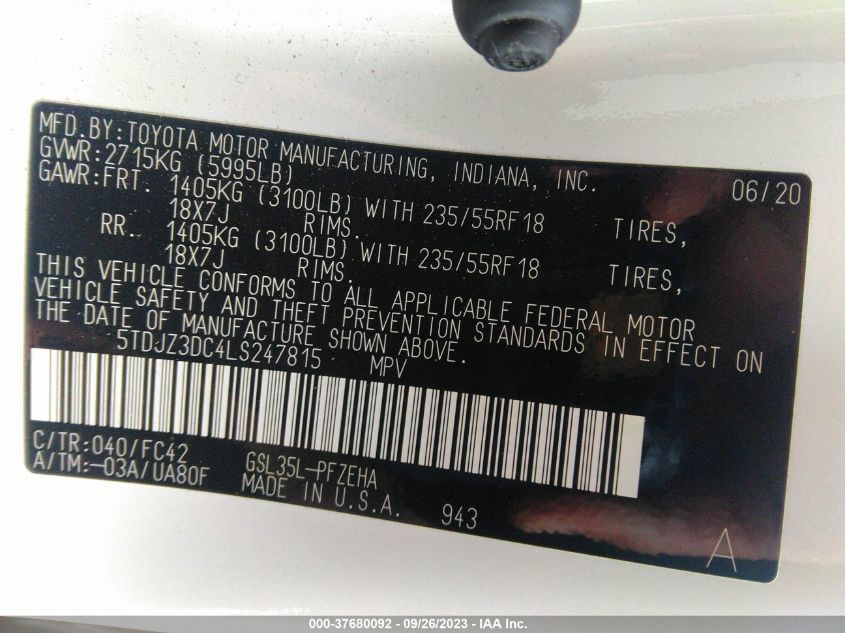 MFD.BY:TOYOTA MOTOR MANUFACTURING, INDIANA, INC. 06/20
GVWR:2715KG (5995LB)
GAWR:FRT. 1405KG (3100LB) WITH 235/55RF18 TIRES,
18X7J RIMS.
RR. 1405KG (3100LB) WITH 235/55RF18 TIRES,
18X7J RIMS.
THIS VEHICLE CONFORMS TO ALL APPLICABLE FEDERAL MOTOR
VEHICLE SAFETY AND THEFT PREVENTION STANDARDS IN EFFECT ON
THE DATE OF MANUFACTURE SHOWN ABOVE.
5TDJZ3DC4LS247815 MPV
C/TR:040/FC42
A/TM:-03A/UA80F GSL35L-PFZEHA
MADE IN U.S.A. 943
A
000-37680092 - 09/26/2023 - IAA Inc.